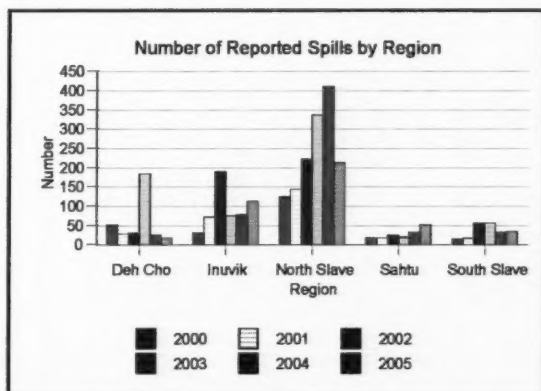 Number of Reported Spills by Region
450
400
350
300
250
200
150
100
50
0
Number
Deh Cho Inuvik North Slave Sahtu South Slave
Region
2000 2001 2002
2003 2004 2005